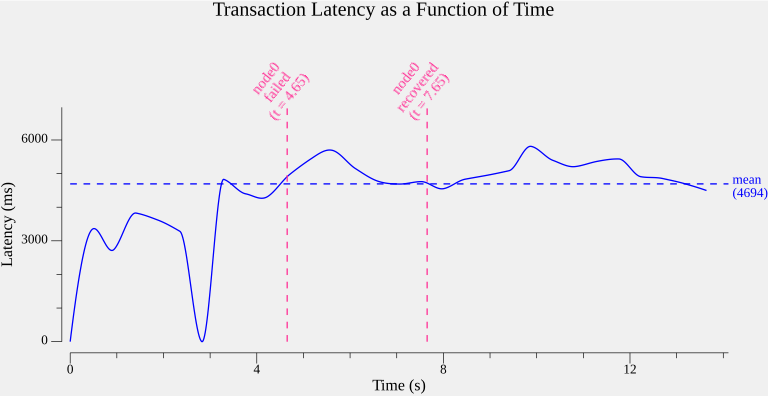 Transaction Latency as a Function of Time
node0
failed
(t = 4.65)
node0
recovered
(t = 7.65)
6000
3000
0
Latency (ms)
mean
(4694)
0
4
8
12
Time (s)